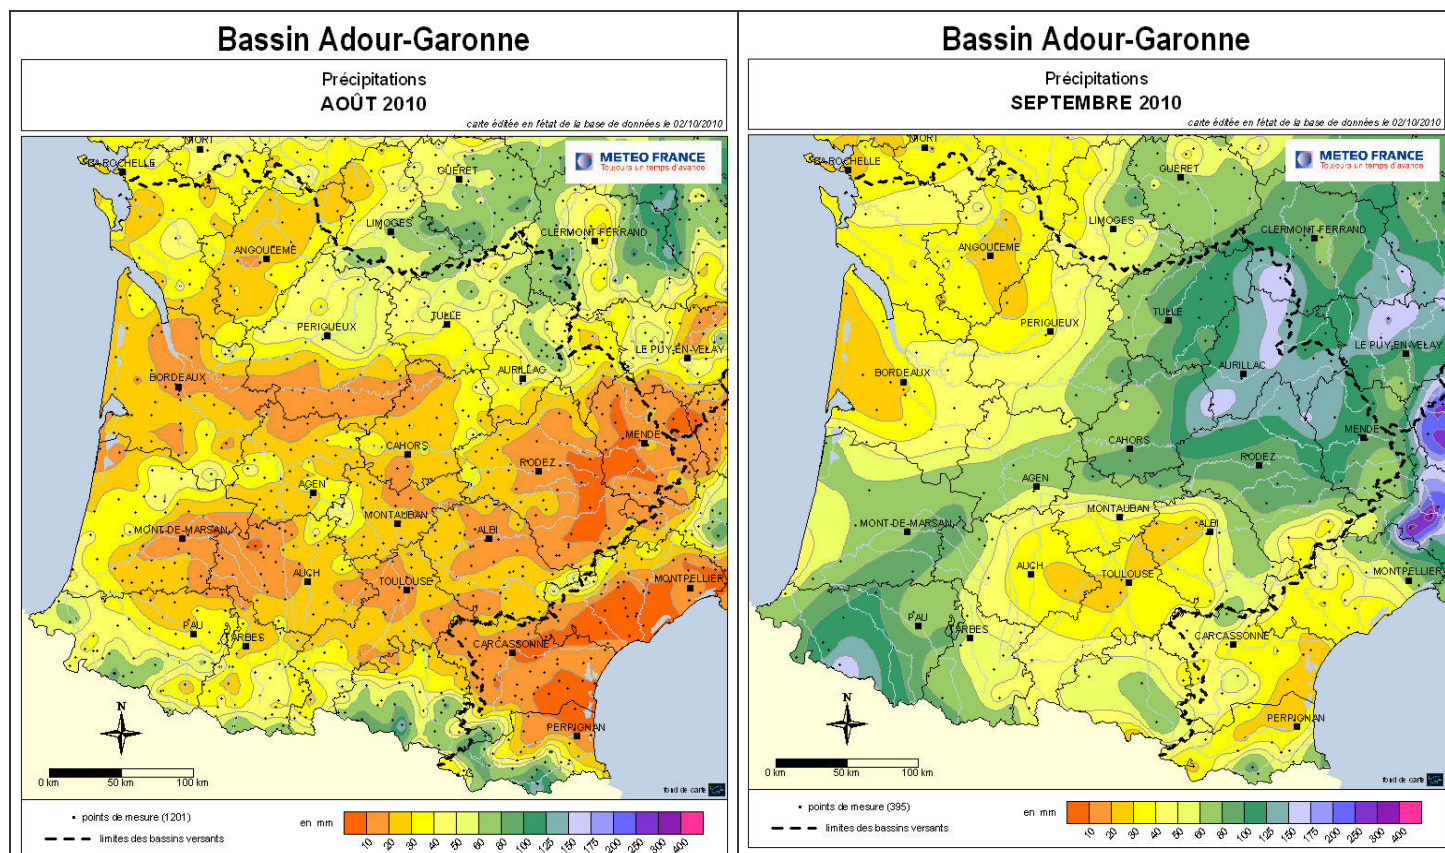 Bassin Adour-Garonne
Précipitations
AOÛT 2010
carte éditée en l'état de la base de données le 02/10/2010
METEO FRANCE
Toujours un temps d'avance
NIORT
LA ROCHELLE
GUERET
LIMOGES
CLERMONT-FERRAND
ANGOULEME
PERIGUEUX
TULLE
LE PUY-EN-VELAY
BORDEAUX
AURILLAC
CAHORS
MENDE
RODEZ
AGEN
MONTAUBAN
MONT-DE-MARSAN
ALBI
AUCH
TOULOUSE
MONTPELLIER
PAU
TARBES
CARCASSONNE
PERPIGNAN
N
0 km 50 km 100 km
fond de carte
points de mesure (1201)
limites des bassins versants
en mm
10 20 30 40 50 60 80 100 125 150 175 200 250 300 400
Bassin Adour-Garonne
Précipitations
SEPTEMBRE 2010
carte éditée en l'état de la base de données le 02/10/2010
METEO FRANCE
Toujours un temps d'avance
NIORT
LA ROCHELLE
GUERET
LIMOGES
CLERMONT-FERRAND
ANGOULEME
TULLE
PERIGUEUX
LE PUY-EN-VELAY
BORDEAUX
AURILLAC
MENDE
CAHORS
RODEZ
AGEN
MONTAUBAN
MONT-DE-MARSAN
ALBI
AUCH
TOULOUSE
MONTPELLIER
PAU
TARBES
CARCASSONNE
PERPIGNAN
N
0 km 50 km 100 km
fond de carte
points de mesure (395)
limites des bassins versants
en mm
10 20 30 40 50 60 80 100 125 150 175 200 250 300 400